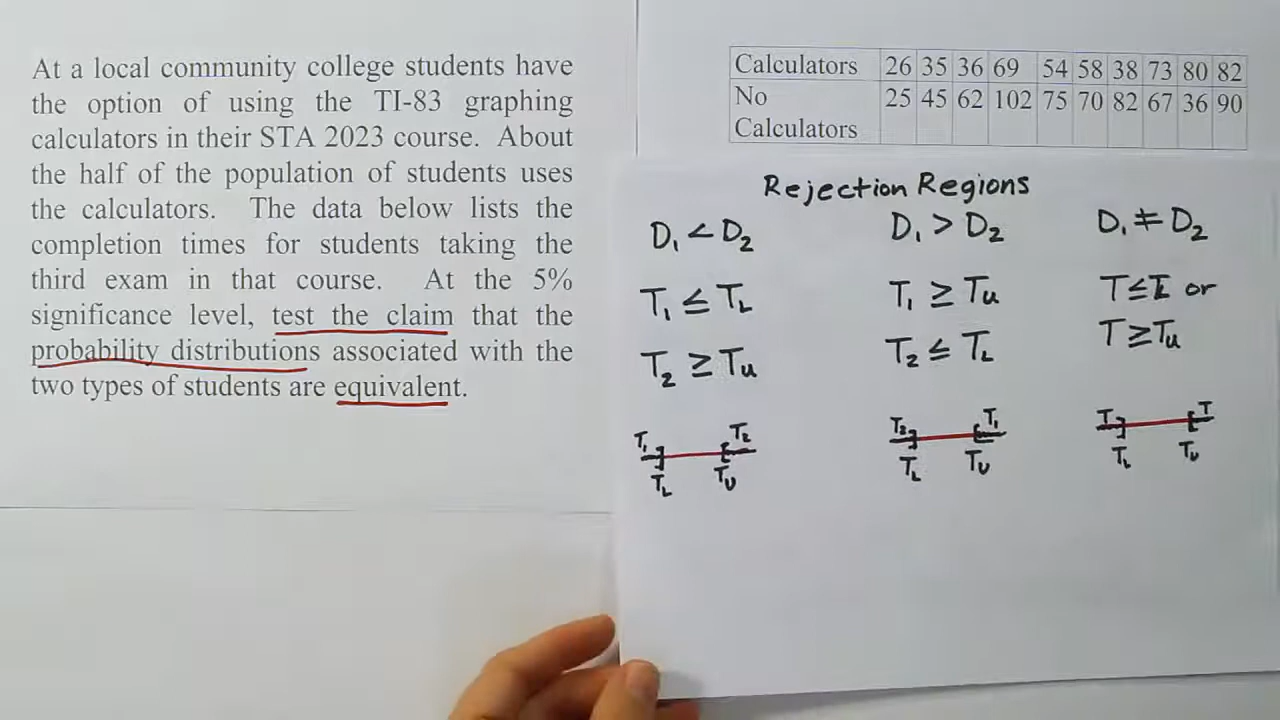 At a local community college students have
the option of using the TI-83 graphing
calculators in their STA 2023 course. About
the half of the population of students uses
the calculators. The data below lists the
completion times for students taking the
third exam in that course. At the 5%
significance level, test the claim that the
probability distributions associated with the
two types of students are equivalent.
Calculators 26 35 36 69 54 58 38 73 80 82
No 25 45 62 102 75 70 82 67 36 90
Calculators
Rejection Regions
D₁ < D₂ D₁ > D₂ D₁ ≠ D₂
T₁ ≤ T_L T₁ ≥ T_U T ≤ or
T₂ ≥ T_U T₂ ≤ T_L T ≥ T_U
T₁ T₂ T₂ T₁ T T
T_L T_U T_L T_U T_L T_U